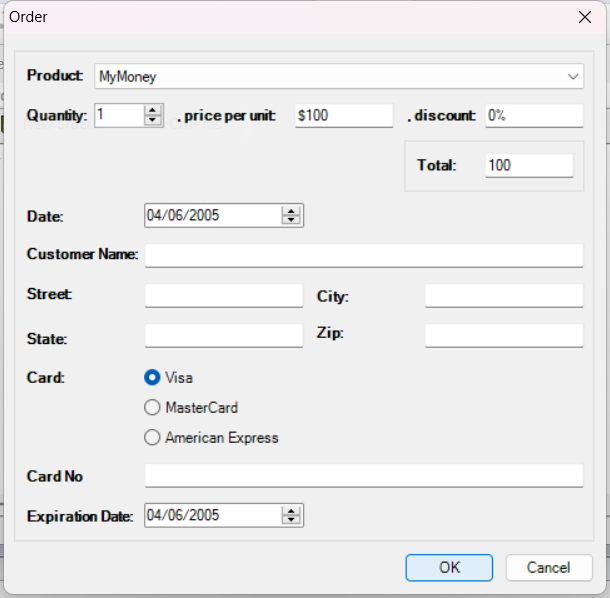 Order
Product: MyMoney
Quantity: 1 , price per unit: $100 , discount: 0%
Total: 100
Date: 04/06/2005
Customer Name:
Street: City:
State: Zip:
Card: Visa
MasterCard
American Express
Card No
Expiration Date: 04/06/2005
OK Cancel